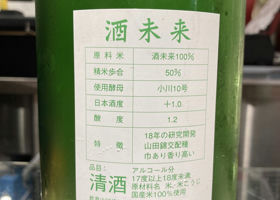 酒未来
原料米 酒未来100%
精米歩合 50%
使用酵母 小川10号
日本酒度 +1.0
酸度 1.2
特徴 18年の研究開発
山田錦交配種
巾あり香り高い
品目:
清酒
アルコール分
17度以上18度未満
原材料名 米、米こうじ
国産米100%使用